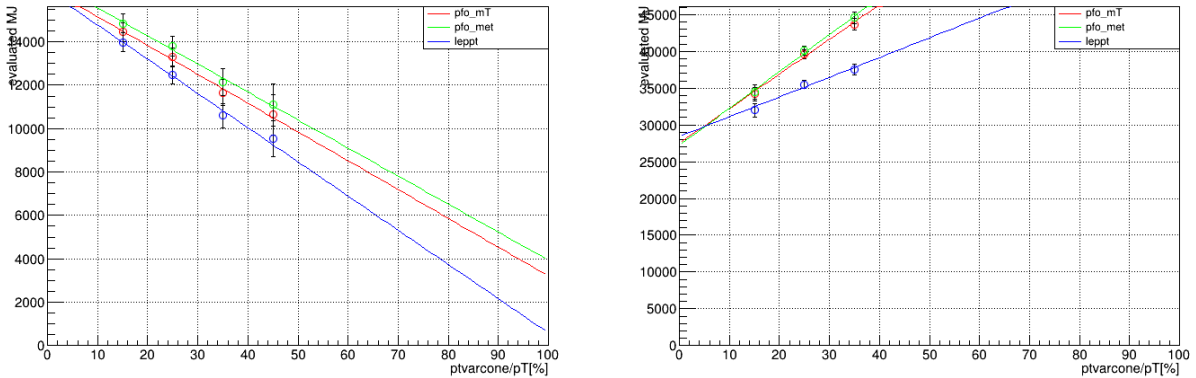 evaluated MJ
pfo_mT
pfo_met
leppt
14000
12000
10000
8000
6000
4000
2000
0
0 10 20 30 40 50 60 70 80 90 100
ptvarcone/pT[%]
evaluated MJ
pfo_mT
pfo_met
leppt
45000
40000
35000
30000
25000
20000
15000
10000
5000
0
0 10 20 30 40 50 60 70 80 90 100
ptvarcone/pT[%]